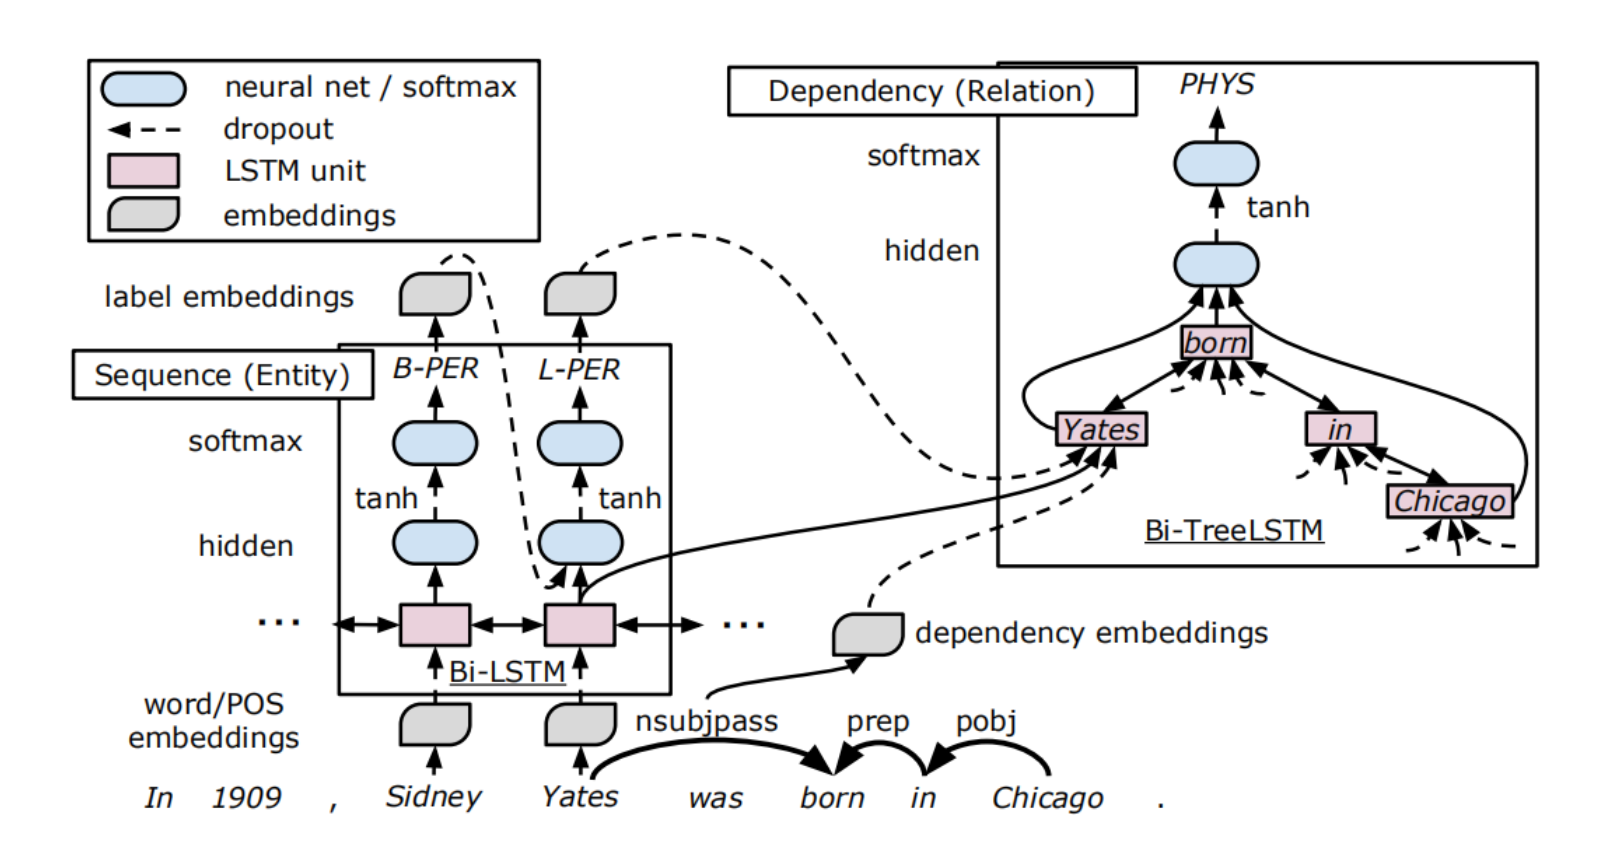 neural net / softmax
dropout
LSTM unit
embeddings
Dependency (Relation)
PHYS
softmax
tanh
hidden
born
Yates
in
Chicago
Bi-TreeLSTM
label embeddings
Sequence (Entity)
B-PER
L-PER
softmax
tanh
tanh
hidden
...
...
Bi-LSTM
dependency embeddings
word/POS
embeddings
nsubjpass
prep
pobj
In 1909 , Sidney Yates was born in Chicago .